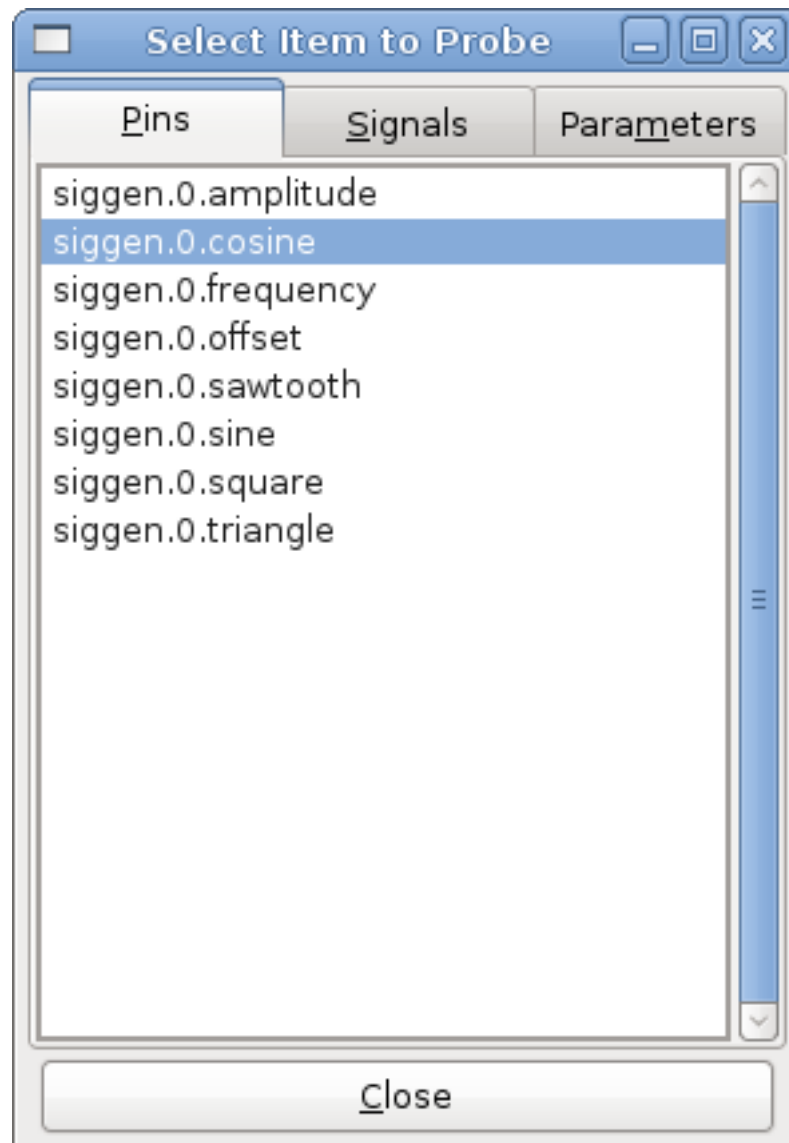 Select Item to Probe
Pins Signals Parameters
siggen.0.amplitude
siggen.0.cosine
siggen.0.frequency
siggen.0.offset
siggen.0.sawtooth
siggen.0.sine
siggen.0.square
siggen.0.triangle
Close